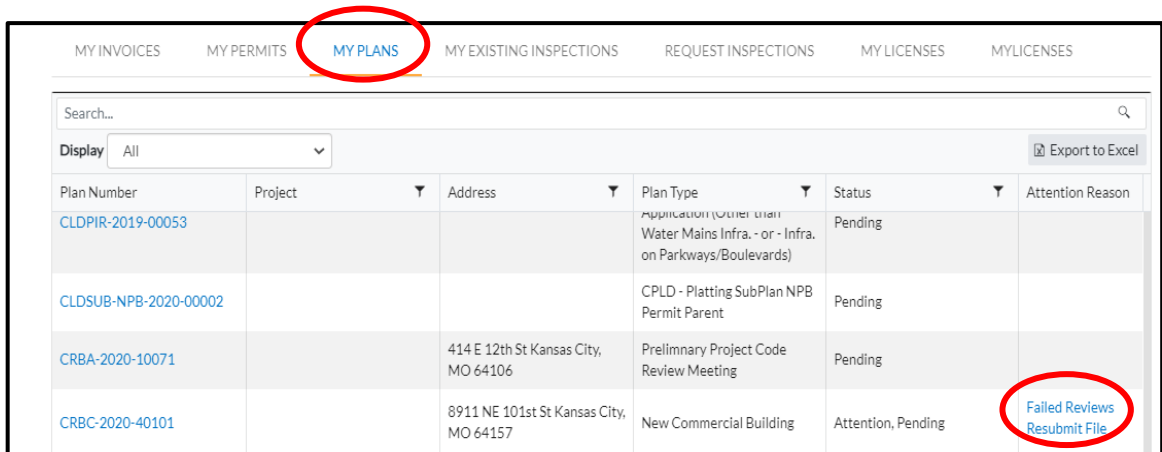 MY INVOICES MY PERMITS MY PLANS MY EXISTING INSPECTIONS REQUEST INSPECTIONS MY LICENSES MYLICENSES
Search...
Display All Export to Excel
Plan Number Project Address Plan Type Status Attention Reason
CLDPIR-2019-00053 Application (Other than Pending
Water Mains Infra. - or - Infra.
on Parkways/Boulevards)
CLDSUB-NPB-2020-00002 CPLD - Platting SubPlan NPB Pending
Permit Parent
CRBA-2020-10071 414 E 12th St Kansas City, Prelimnary Project Code Pending
MO 64106 Review Meeting
CRBC-2020-40101 8911 NE 101st St Kansas City, New Commercial Building Attention, Pending Failed Reviews
MO 64157 Resubmit File